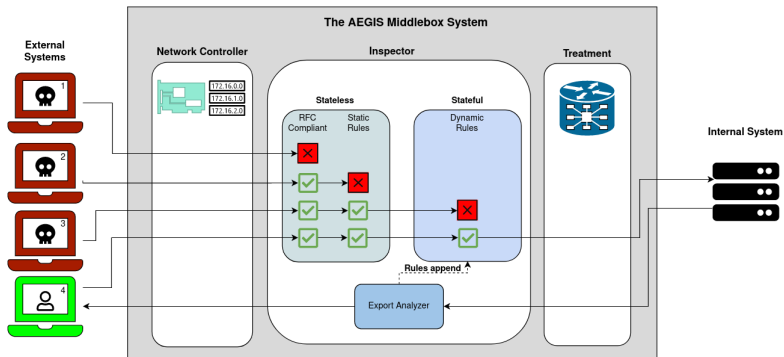 The AEGIS Middlebox System
External
Systems
Network Controller
Inspector
Treatment
1
172.16.0.0
172.16.1.0
172.16.2.0
Stateless
Stateful
RFC
Compliant
Static
Rules
Dynamic
Rules
Internal System
2
3
4
Rules append
Export Analyzer